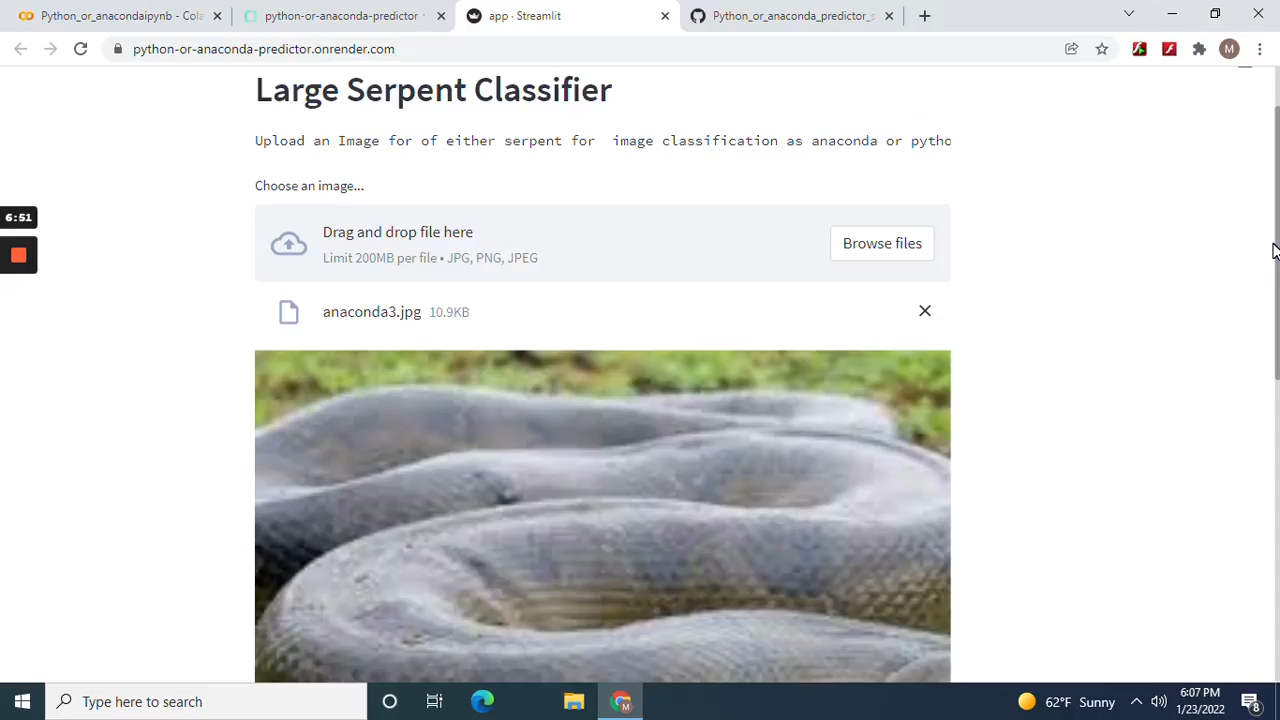 Python_or_anacondaipynb - Cola
python-or-anaconda-predictor
app · Streamlit
Python_or_anaconda_predictor_s
python-or-anaconda-predictor.onrender.com
M
Large Serpent Classifier
Upload an Image for of either serpent for  image classification as anaconda or pytho
Choose an image...
6:51
Drag and drop file here
Browse files
Limit 200MB per file • JPG, PNG, JPEG
anaconda3.jpg 10.9KB
Type here to search
62°F Sunny
6:07 PM
1/23/2022
8